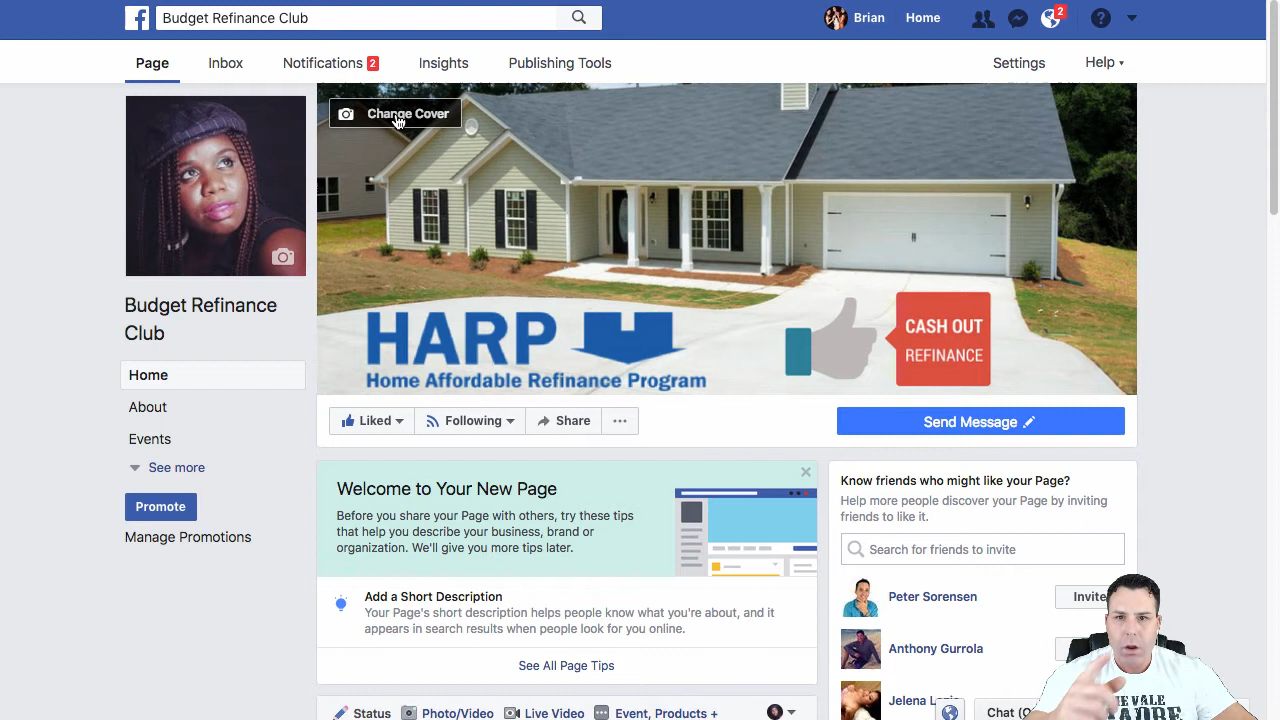 Budget Refinance Club
Brian
Home
2
Page
Inbox
Notifications 2
Insights
Publishing Tools
Settings
Help
Change Cover
HARP
Home Affordable Refinance Program
CASH OUT
REFINANCE
Budget Refinance
Club
Home
About
Events
See more
Promote
Manage Promotions
Liked
Following
Share
Send Message
Welcome to Your New Page
Before you share your Page with others, try these tips
that help you describe your business, brand or
organization. We'll give you more tips later.
Add a Short Description
Your Page's short description helps people know what you're about, and it
appears in search results when people look for you online.
See All Page Tips
Status
Photo/Video
Live Video
Event, Products +
Know friends who might like your Page?
Help more people discover your Page by inviting
friends to like it.
Search for friends to invite
Peter Sorensen
Invite
Anthony Gurrola
Jelena
Chat